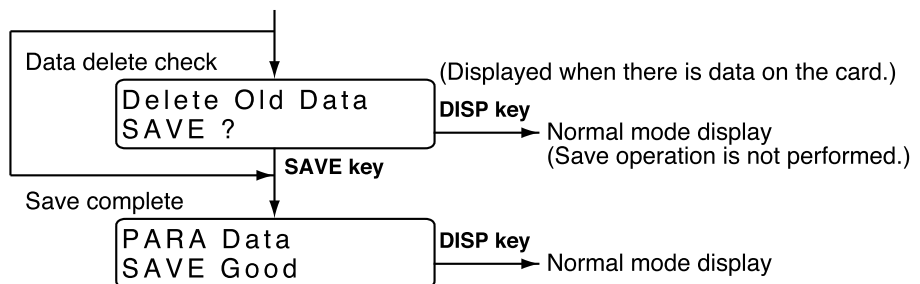 Data delete check
(Displayed when there is data on the card.)
Delete Old Data
SAVE ?
DISP key
Normal mode display
(Save operation is not performed.)
SAVE key
Save complete
PARA Data
SAVE Good
DISP key
Normal mode display